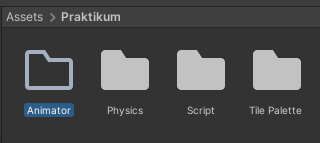 Assets > Praktikum
Animator Physics Script Tile Palette